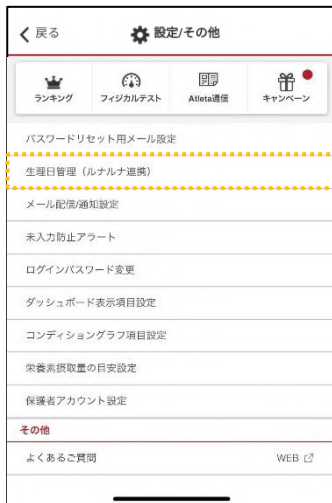 戻る 設定/その他
ランキング フィジカルテスト Atleta通信 キャンペーン
パスワードリセット用メール設定
生理日管理（ルナルナ連携）
メール配信/通知設定
未入力防止アラート
ログインパスワード変更
ダッシュボード表示項目設定
コンディショングラフ項目設定
栄養素摂取量の目安設定
保護者アカウント設定
その他
よくあるご質問 WEB